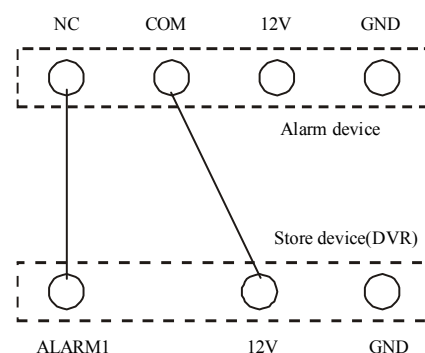 NC COM 12V GND
Alarm device
Store device(DVR)
ALARM1 12V GND